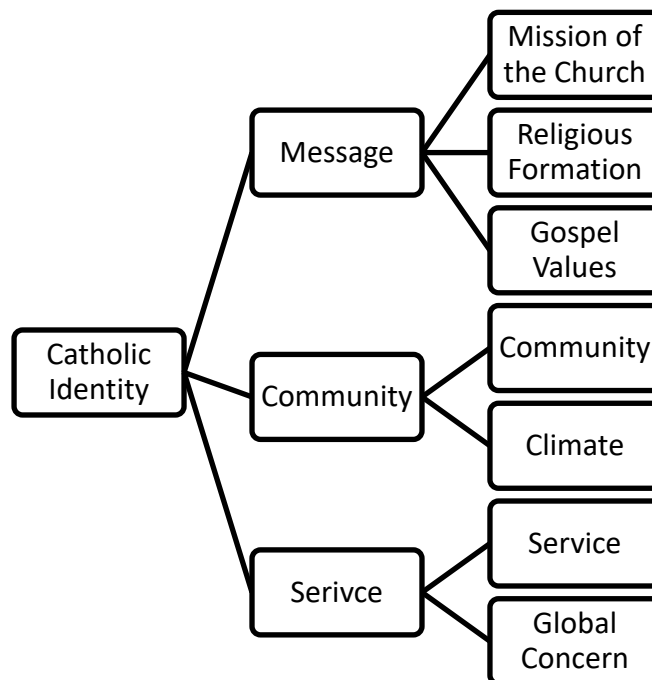 Mission of
the Church
Message
Religious
Formation
Gospel
Values
Catholic
Identity
Community
Community
Climate
Serivce
Service
Global
Concern